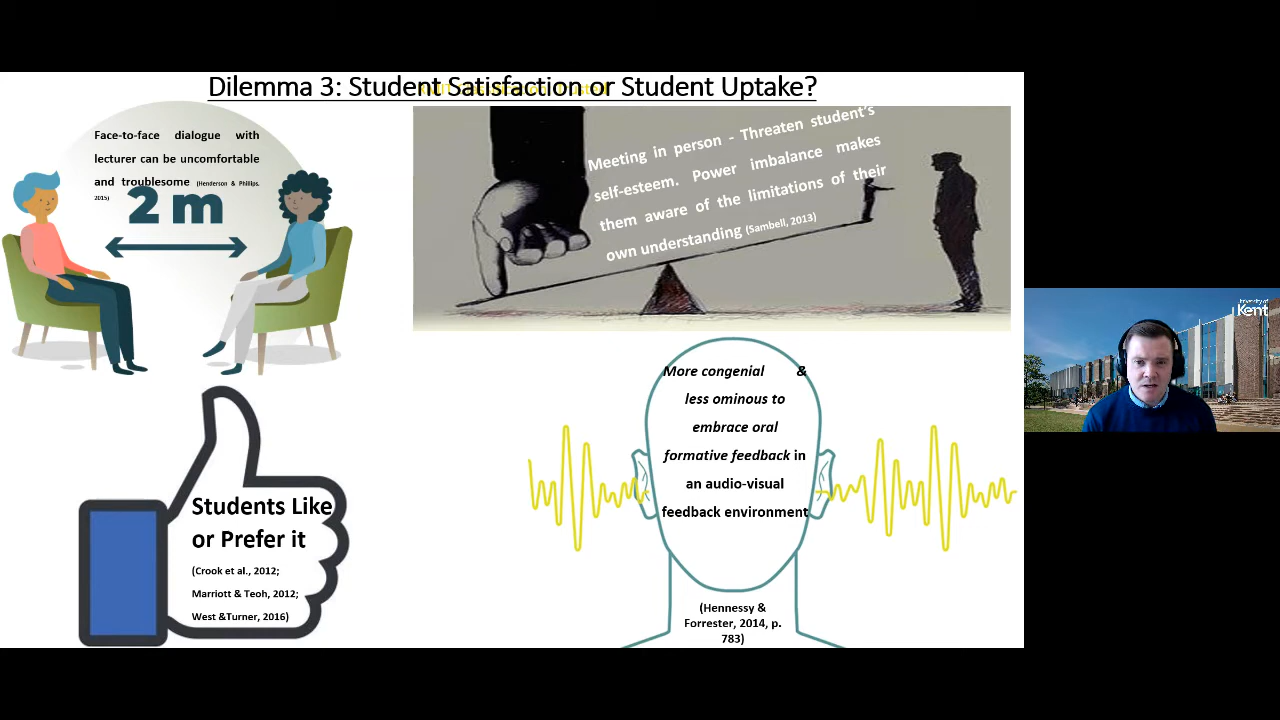 Dilemma 3: Student Satisfaction or Student Uptake?
Face-to-face dialogue with
lecturer can be uncomfortable
and troublesome (Henderson & Phillips,
2015)
2 m
Meeting in person - Threaten student's
self-esteem. Power imbalance makes
them aware of the limitations of their
own understanding (Sambell, 2013)
Students Like
or Prefer it
(Crook et al., 2012;
Marriott & Teoh, 2012;
West &Turner, 2016)
More congenial &
less ominous to
embrace oral
formative feedback in
an audio-visual
feedback environment
(Hennessy &
Forrester, 2014, p.
783)
University of
Kent